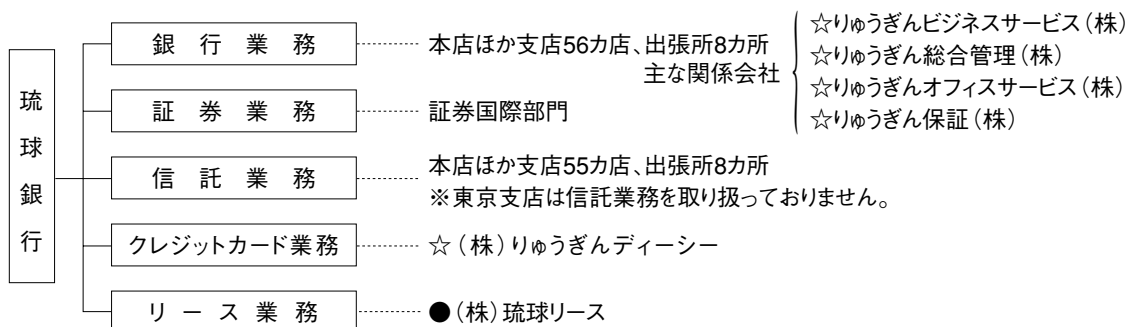 琉球銀行
銀行業務
本店ほか支店56カ店、出張所8カ所
主な関係会社
☆りゅうぎんビジネスサービス(株)
☆りゅうぎん総合管理(株)
☆りゅうぎんオフィスサービス(株)
☆りゅうぎん保証(株)
証券業務
証券国際部門
信託業務
本店ほか支店55カ店、出張所8カ所
※東京支店は信託業務を取り扱っておりません。
クレジットカード業務
☆(株)りゅうぎんディーシー
リース業務
●(株)琉球リース